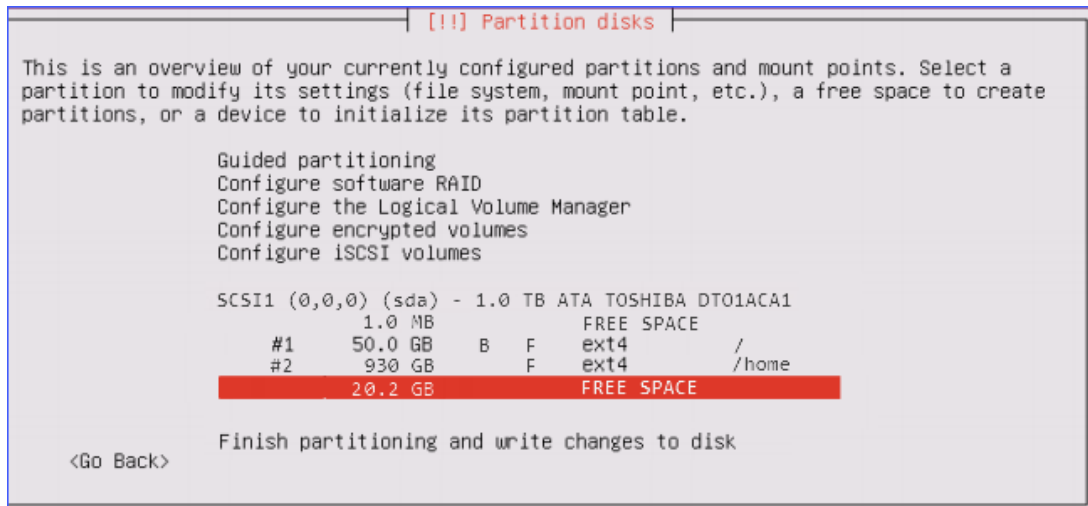 [!!] Partition disks
This is an overview of your currently configured partitions and mount points. Select a
partition to modify its settings (file system, mount point, etc.), a free space to create
partitions, or a device to initialize its partition table.
Guided partitioning
Configure software RAID
Configure the Logical Volume Manager
Configure encrypted volumes
Configure iSCSI volumes
SCSI1 (0,0,0) (sda) - 1.0 TB ATA TOSHIBA DTO1ACA1
1.0 MB FREE SPACE
#1 50.0 GB B F ext4 /
#2 930 GB F ext4 /home
20.2 GB FREE SPACE
Finish partitioning and write changes to disk
<Go Back>